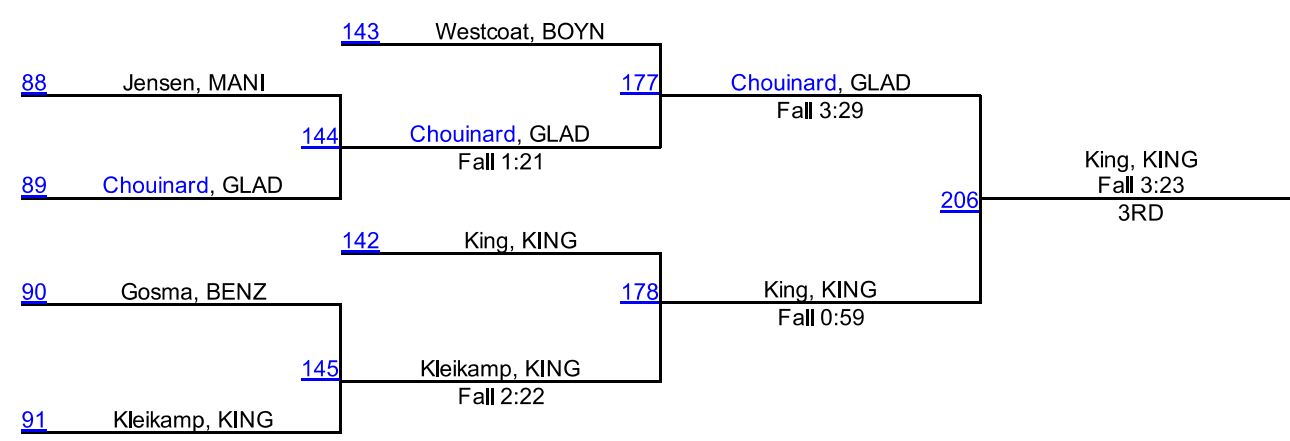 143 Westcoat, BOYN
88 Jensen, MANI
177 Chouinard, GLAD
Fall 3:29
144 Chouinard, GLAD
Fall 1:21
89 Chouinard, GLAD
King, KING
Fall 3:23
206
3RD
142 King, KING
90 Gosma, BENZ
178 King, KING
Fall 0:59
145 Kleikamp, KING
Fall 2:22
91 Kleikamp, KING